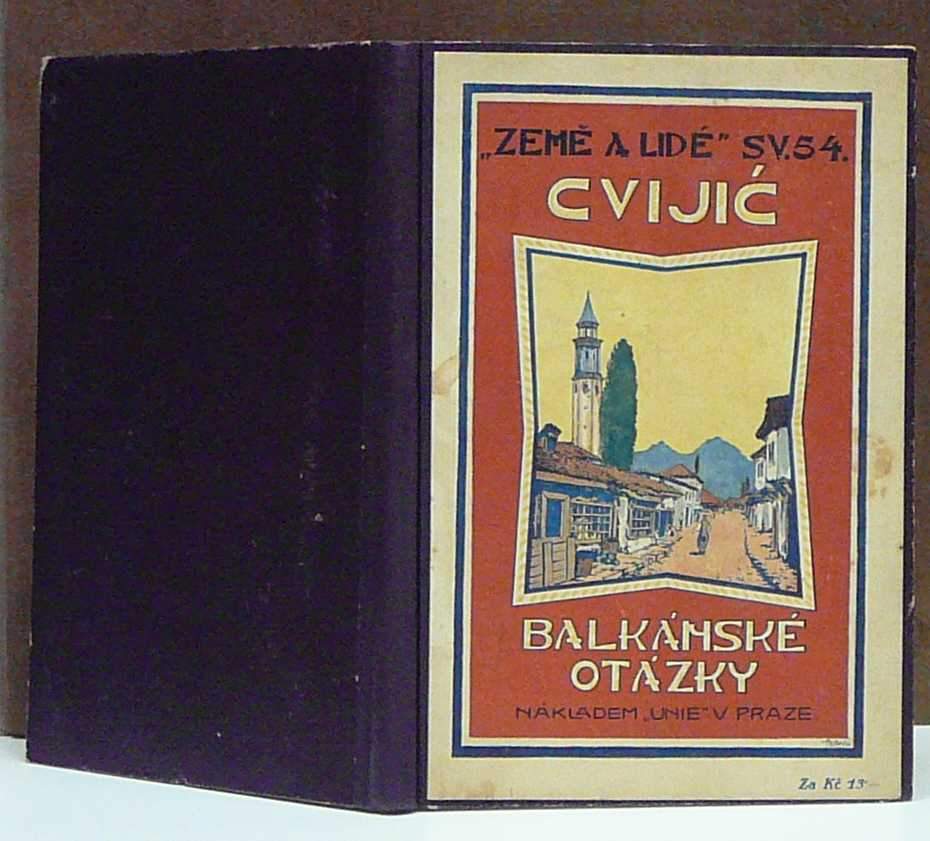 „ZEMĚ A LIDÉ” SV.54.
CVIJIĆ
BALKÁNSKÉ
OTÁZKY
NÁKLADEM „UNIE” V PRAZE
Za Kč 13·—